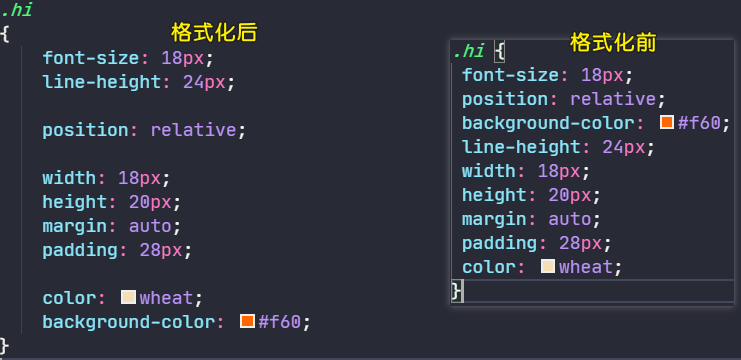 .hi
格式化后
{
font-size: 18px;
line-height: 24px;
position: relative;
width: 18px;
height: 20px;
margin: auto;
padding: 28px;
color: wheat;
background-color: #f60;
}
格式化前
.hi {
font-size: 18px;
position: relative;
background-color: #f60;
line-height: 24px;
width: 18px;
height: 20px;
margin: auto;
padding: 28px;
color: wheat;
}